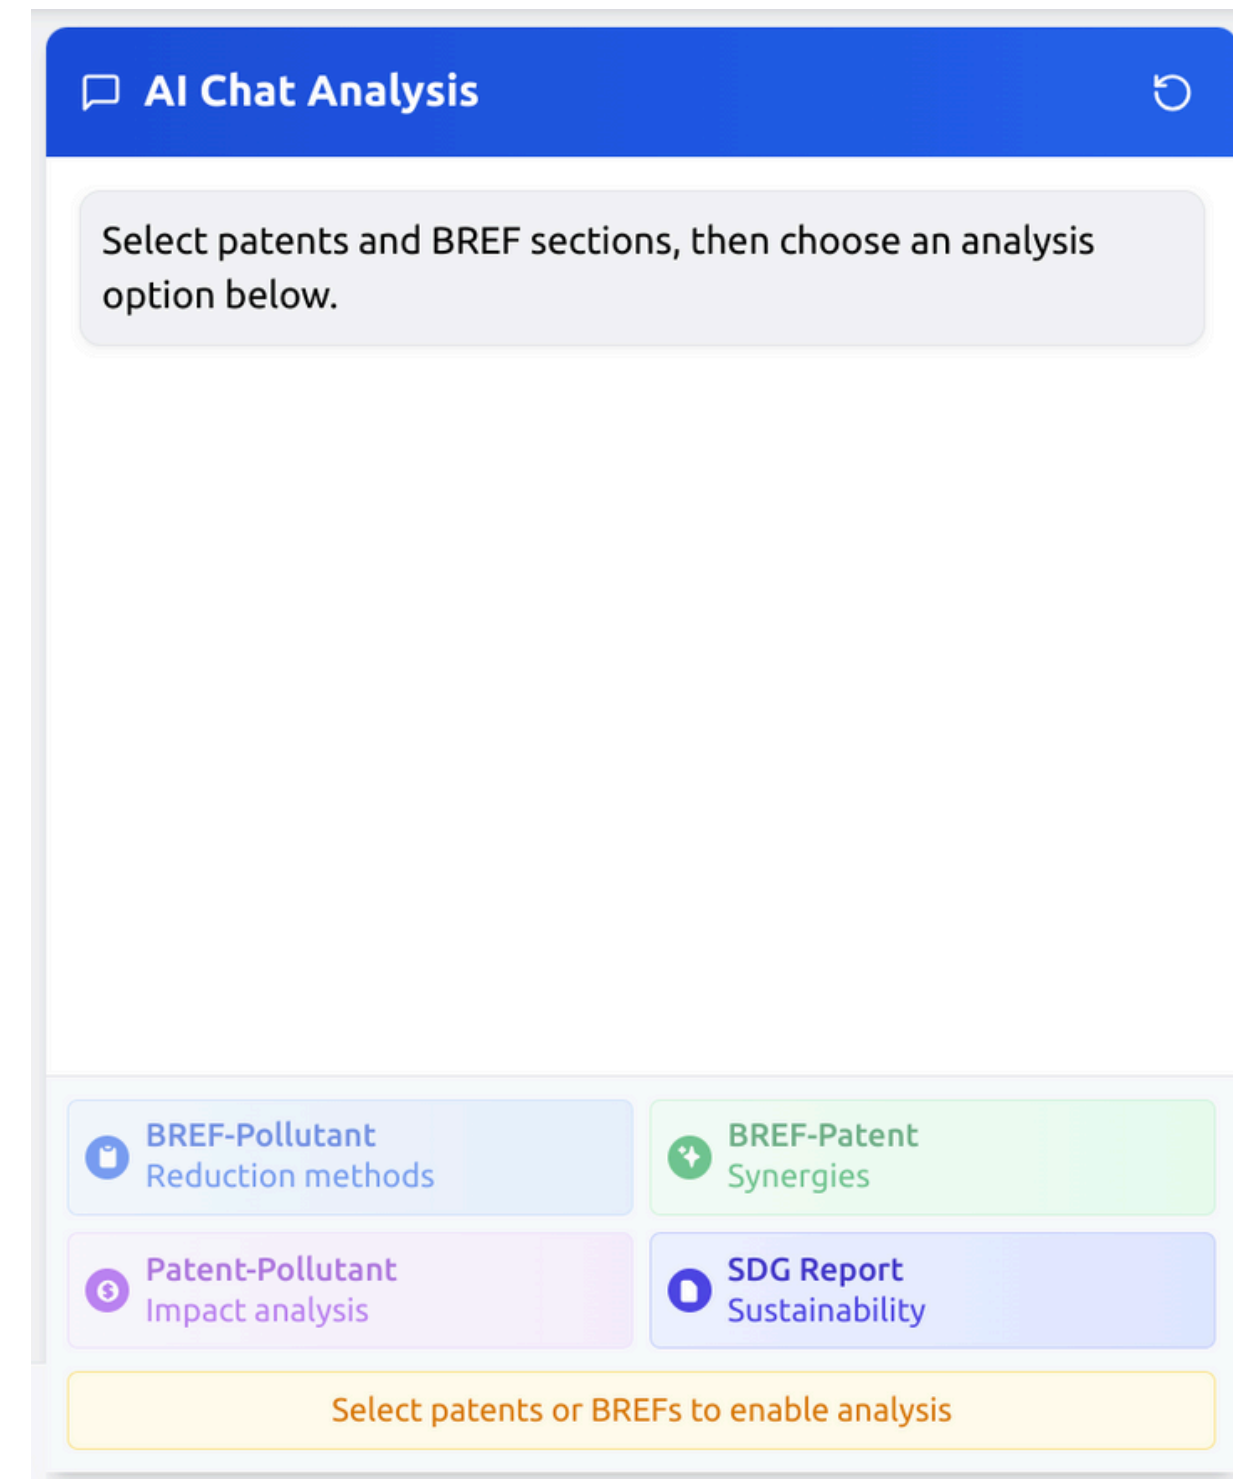 AI Chat Analysis
Select patents and BREF sections, then choose an analysis
option below.
BREF-Pollutant
Reduction methods
BREF-Patent
Synergies
Patent-Pollutant
Impact analysis
SDG Report
Sustainability
Select patents or BREFs to enable analysis